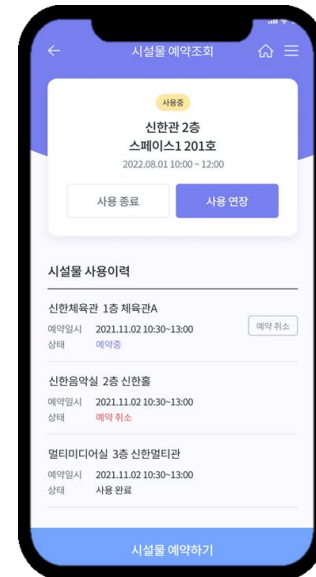 시설물 예약조회
사용중
신한관 2층
스페이스1 201호
2022.08.01 10:00 ~ 12:00
사용 종료 사용 연장
시설물 사용이력
신한체육관 1층 체육관A
예약일시 2021.11.02 10:30~13:00
예약 취소
상태 예약중
신한음악실 2층 신한홀
예약일시 2021.11.02 10:30~13:00
상태 예약 취소
멀티미디어실 3층 신한멀티관
예약일시 2021.11.02 10:30~13:00
상태 사용 완료
시설물 예약하기